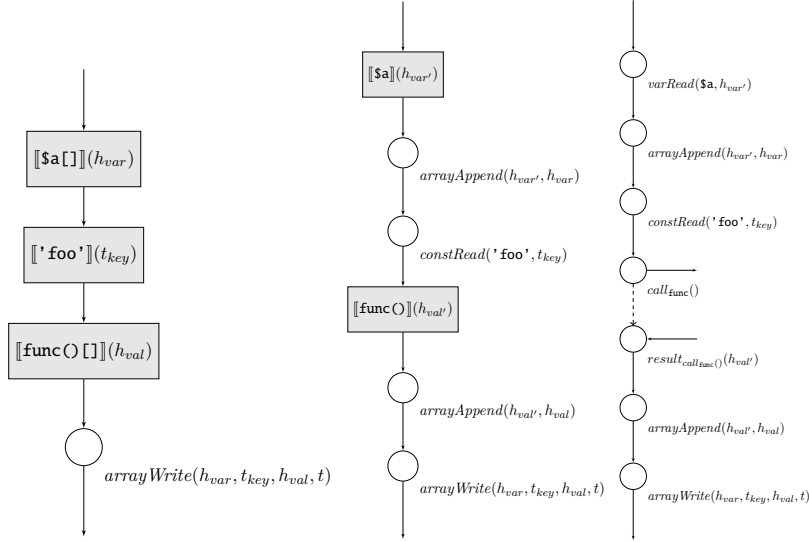 ⟦$a[]⟧(h_var)
⟦'foo'⟧(t_key)
⟦func()[]⟧(h_val)
arrayWrite(h_var, t_key, h_val, t)
⟦$a⟧(h_var′)
arrayAppend(h_var′, h_var)
constRead('foo', t_key)
⟦func()⟧(h_val′)
arrayAppend(h_val′, h_val)
arrayWrite(h_var, t_key, h_val, t)
varRead($a, h_var′)
arrayAppend(h_var′, h_var)
constRead('foo', t_key)
call_func()
result_call_func()(h_val′)
arrayAppend(h_val′, h_val)
arrayWrite(h_var, t_key, h_val, t)